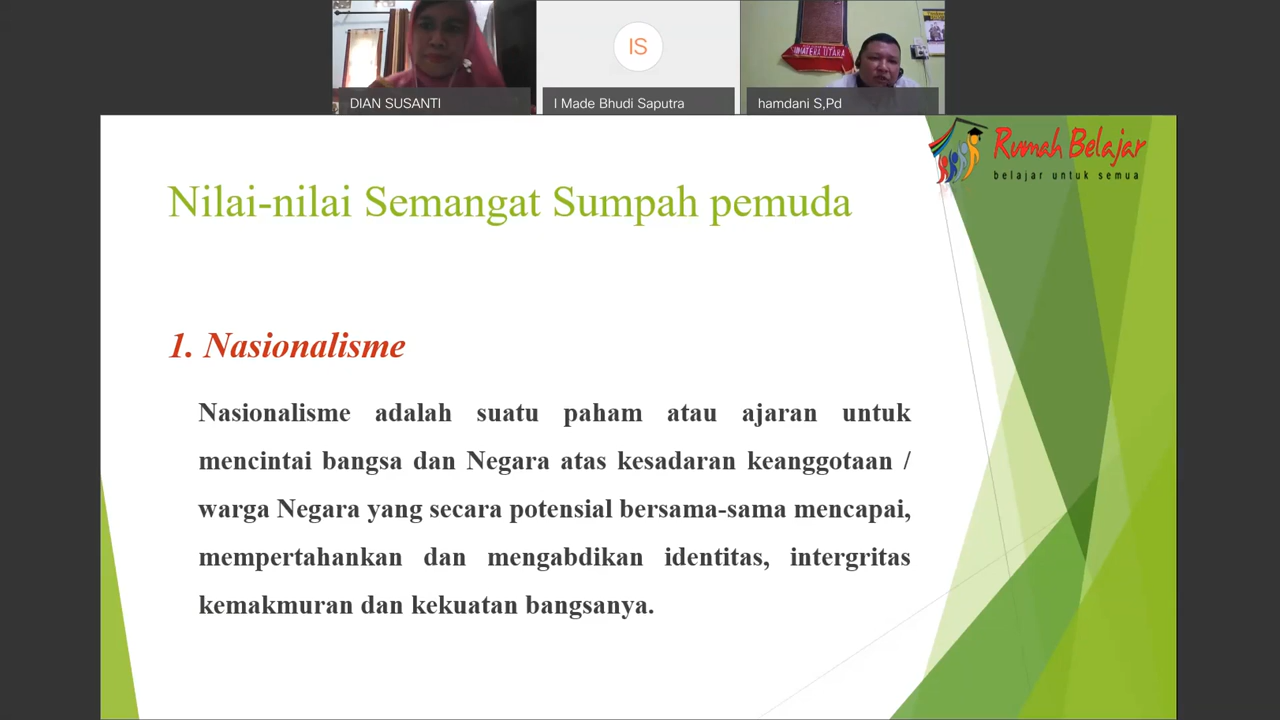 IS
SUMATERA UTARA
DIAN SUSANTI
I Made Bhudi Saputra
hamdani S,Pd
Rumah Belajar
belajar untuk semua
Nilai-nilai Semangat Sumpah pemuda
1. Nasionalisme
Nasionalisme adalah suatu paham atau ajaran untuk
mencintai bangsa dan Negara atas kesadaran keanggotaan /
warga Negara yang secara potensial bersama-sama mencapai,
mempertahankan dan mengabdikan identitas, intergritas
kemakmuran dan kekuatan bangsanya.